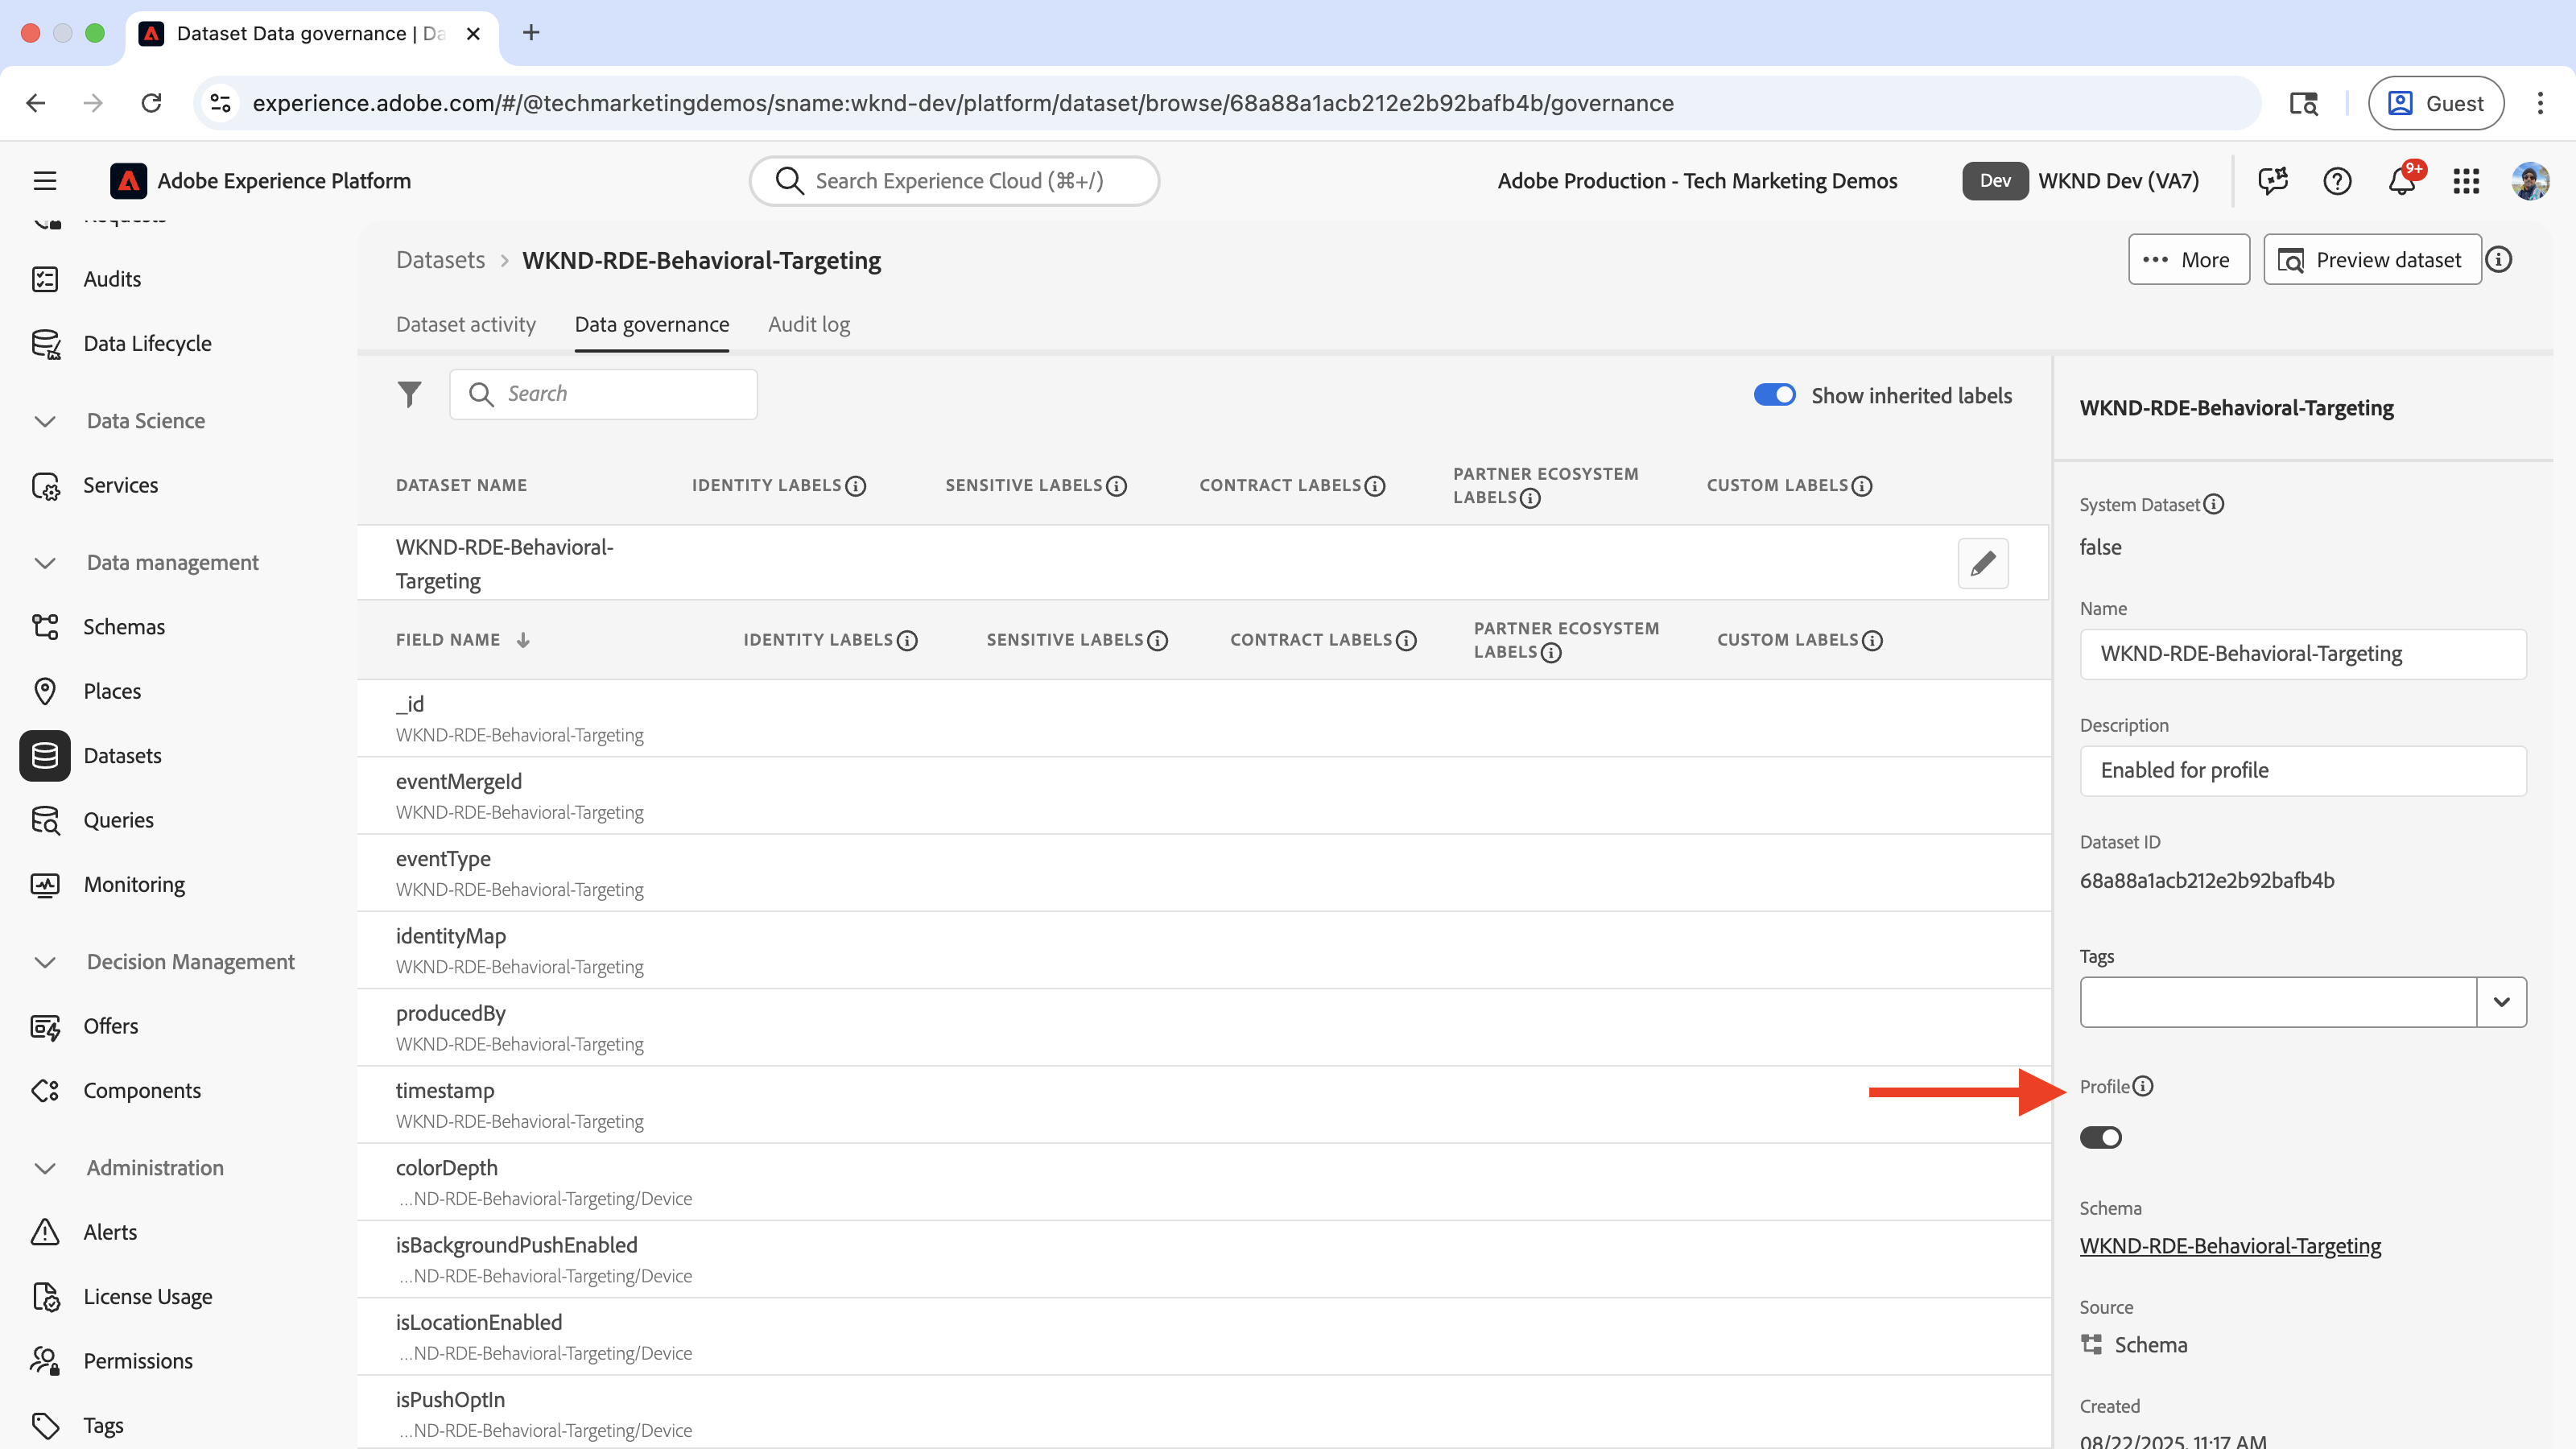 Dataset Data governance | Da
experience.adobe.com/#/@techmarketingdemos/sname:wknd-dev/platform/dataset/browse/68a88a1acb212e2b92bafb4b/governance
Guest
Adobe Experience Platform
Search Experience Cloud (⌘+/)
Adobe Production - Tech Marketing Demos
Dev
WKND Dev (VA7)
9+
Requests
Audits
Data Lifecycle
Data Science
Services
Data management
Schemas
Places
Datasets
Queries
Monitoring
Decision Management
Offers
Components
Administration
Alerts
License Usage
Permissions
Tags
Datasets > WKND-RDE-Behavioral-Targeting
More
Preview dataset
Dataset activity
Data governance
Audit log
Search
Show inherited labels
DATASET NAME
IDENTITY LABELS
SENSITIVE LABELS
CONTRACT LABELS
PARTNER ECOSYSTEM
LABELS
CUSTOM LABELS
WKND-RDE-Behavioral-
Targeting
FIELD NAME
IDENTITY LABELS
SENSITIVE LABELS
CONTRACT LABELS
PARTNER ECOSYSTEM
LABELS
CUSTOM LABELS
_id
WKND-RDE-Behavioral-Targeting
eventMergeId
WKND-RDE-Behavioral-Targeting
eventType
WKND-RDE-Behavioral-Targeting
identityMap
WKND-RDE-Behavioral-Targeting
producedBy
WKND-RDE-Behavioral-Targeting
timestamp
WKND-RDE-Behavioral-Targeting
colorDepth
...ND-RDE-Behavioral-Targeting/Device
isBackgroundPushEnabled
...ND-RDE-Behavioral-Targeting/Device
isLocationEnabled
...ND-RDE-Behavioral-Targeting/Device
isPushOptIn
...ND-RDE-Behavioral-Targeting/Device
WKND-RDE-Behavioral-Targeting
System Dataset
false
Name
WKND-RDE-Behavioral-Targeting
Description
Enabled for profile
Dataset ID
68a88a1acb212e2b92bafb4b
Tags
Profile
Schema
WKND-RDE-Behavioral-Targeting
Source
Schema
Created
08/22/2025, 11:17 AM